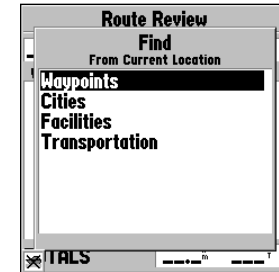 Route Review
Find
From Current Location
Waypoints
Cities
Facilities
Transportation
TALS